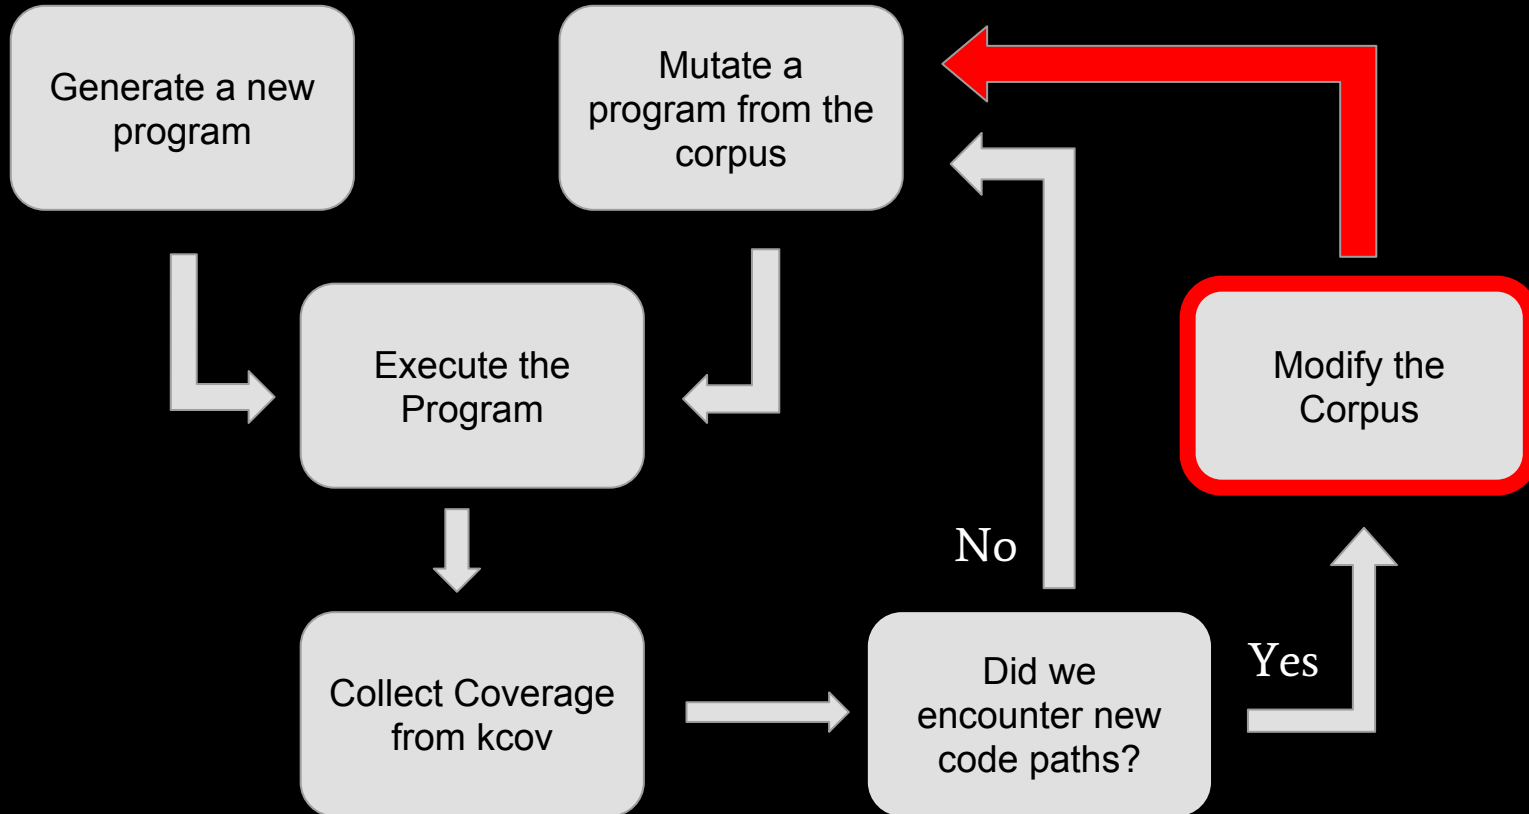 Generate a new
program
Mutate a
program from the
corpus
Execute the
Program
Modify the
Corpus
No
Yes
Collect Coverage
from kcov
Did we
encounter new
code paths?